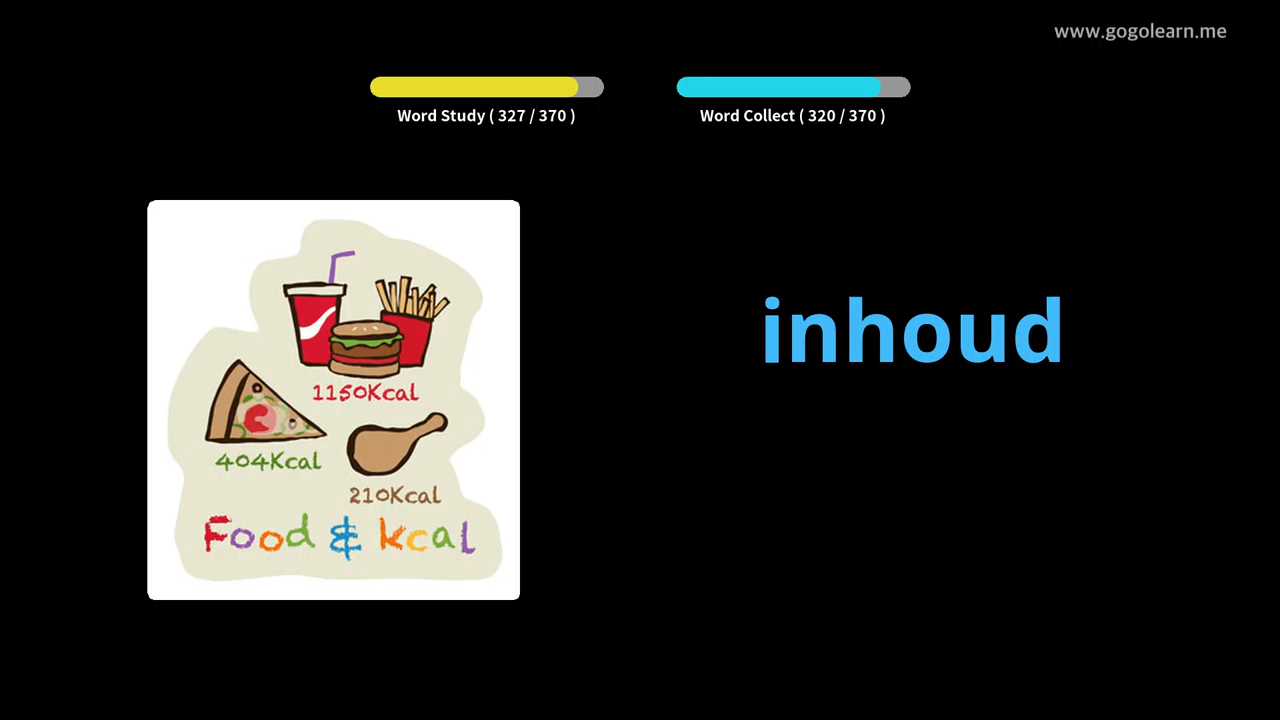 www.gogolearn.me
Word Study ( 327 / 370 )
Word Collect ( 320 / 370 )
inhoud
1150Kcal
404Kcal
210Kcal
Food & kcal